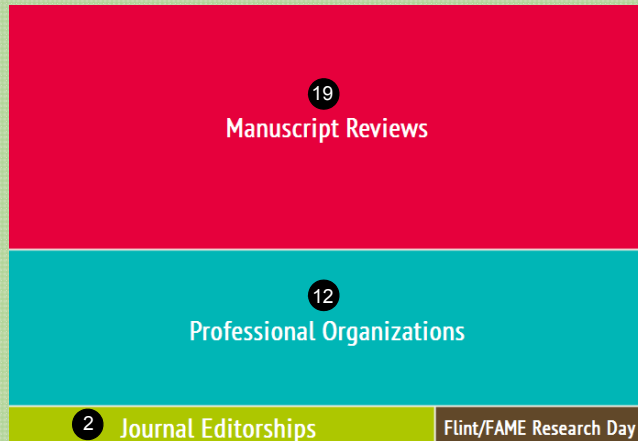 19
Manuscript Reviews
12
Professional Organizations
2 Journal Editorships
Flint/FAME Research Day